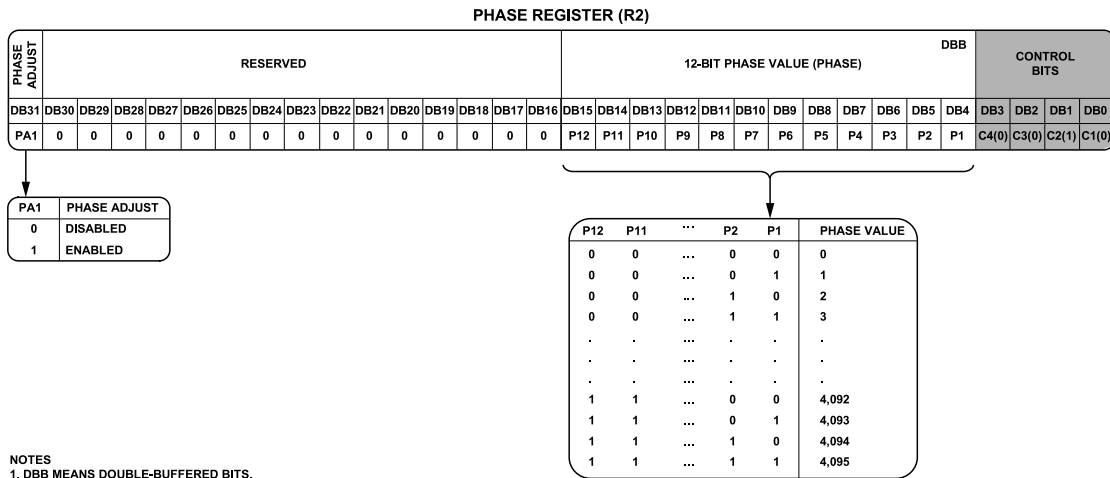 PHASE REGISTER (R2)
PHASE ADJUST RESERVED 12-BIT PHASE VALUE (PHASE) DBB CONTROL BITS
DB31 DB30 DB29 DB28 DB27 DB26 DB25 DB24 DB23 DB22 DB21 DB20 DB19 DB18 DB17 DB16 DB15 DB14 DB13 DB12 DB11 DB10 DB9 DB8 DB7 DB6 DB5 DB4 DB3 DB2 DB1 DB0
PA1 0 0 0 0 0 0 0 0 0 0 0 0 0 0 0 P12 P11 P10 P9 P8 P7 P6 P5 P4 P3 P2 P1 C4(0) C3(0) C2(1) C1(0)
PA1 PHASE ADJUST
0 DISABLED
1 ENABLED
P12 P11 ... P2 P1 PHASE VALUE
0 0 ... 0 0 0
0 0 ... 0 1 1
0 0 ... 1 0 2
0 0 ... 1 1 3
. . ... . . .
. . ... . . .
. . ... . . .
1 1 ... 0 0 4,092
1 1 ... 0 1 4,093
1 1 ... 1 0 4,094
1 1 ... 1 1 4,095
NOTES
1. DBB MEANS DOUBLE-BUFFERED BITS.